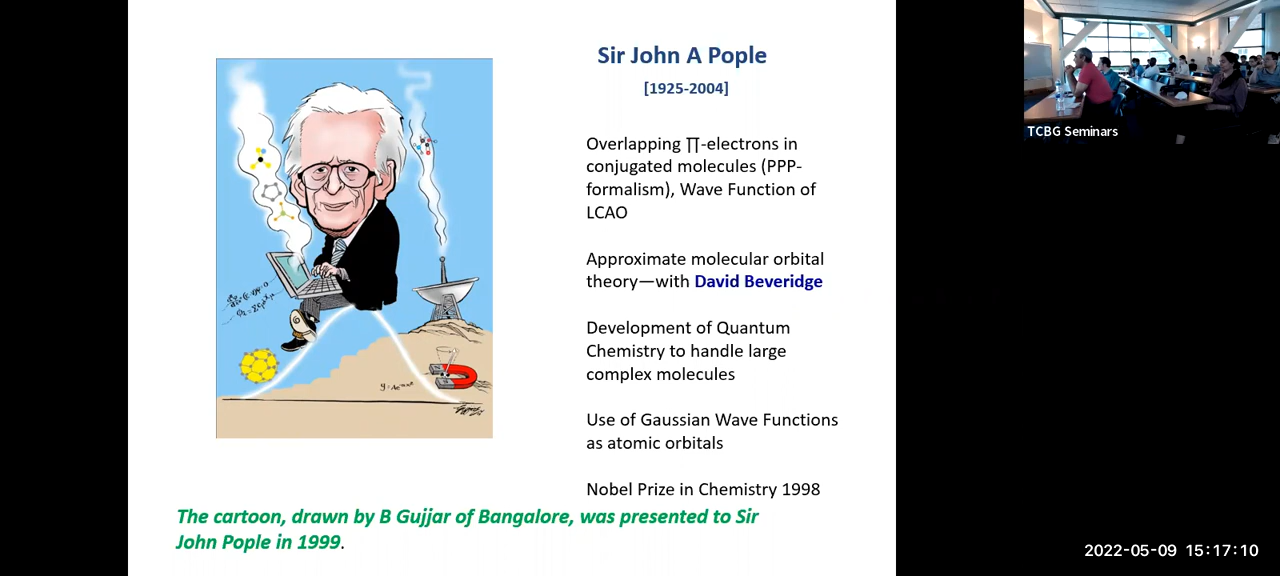 Sir John A Pople
[1925-2004]
Overlapping ∏-electrons in
conjugated molecules (PPP-
formalism), Wave Function of
LCAO
Approximate molecular orbital
theory—with David Beveridge
Development of Quantum
Chemistry to handle large
complex molecules
Use of Gaussian Wave Functions
as atomic orbitals
Nobel Prize in Chemistry 1998
The cartoon, drawn by B Gujjar of Bangalore, was presented to Sir
John Pople in 1999.
TCBG Seminars
2022-05-09 15:17:10